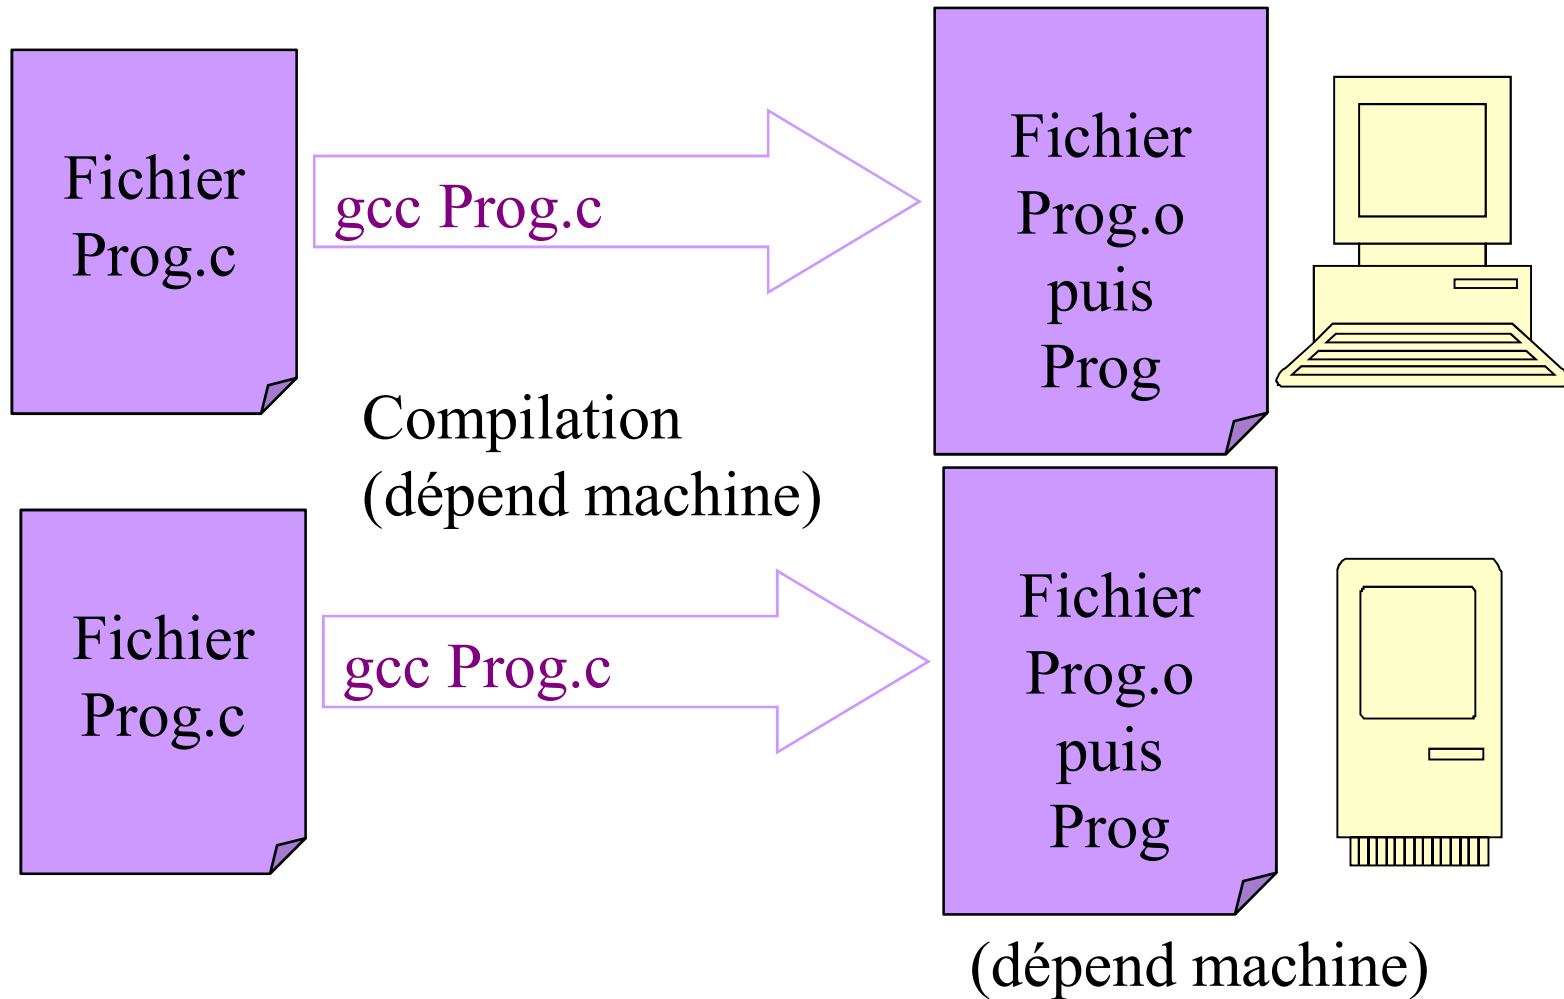 Fichier
Prog.c
gcc Prog.c
Fichier
Prog.o
puis
Prog
Compilation
(dépend machine)
Fichier
Prog.c
gcc Prog.c
Fichier
Prog.o
puis
Prog
(dépend machine)